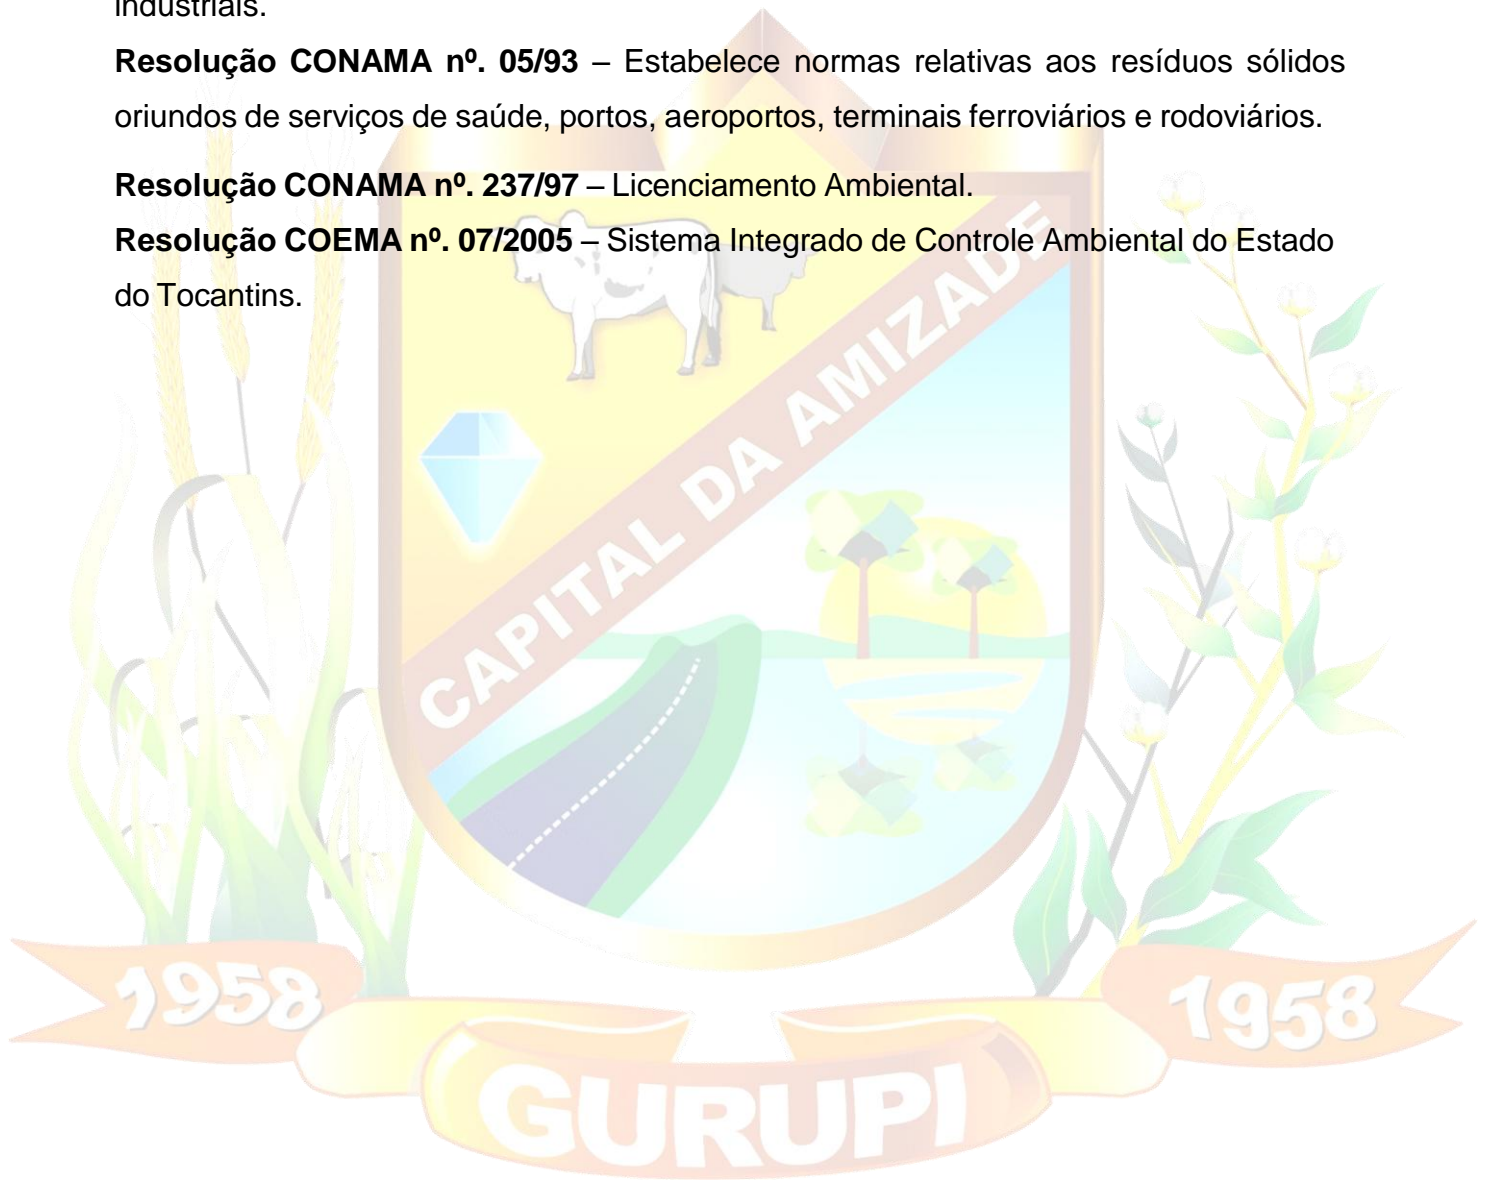 industriais.
Resolução CONAMA nº. 05/93 – Estabelece normas relativas aos resíduos sólidos
oriundos de serviços de saúde, portos, aeroportos, terminais ferroviários e rodoviários.
Resolução CONAMA nº. 237/97 – Licenciamento Ambiental.
Resolução COEMA nº. 07/2005 – Sistema Integrado de Controle Ambiental do Estado
do Tocantins.
CAPITAL DA AMIZADE
1958
1958
GURUPI